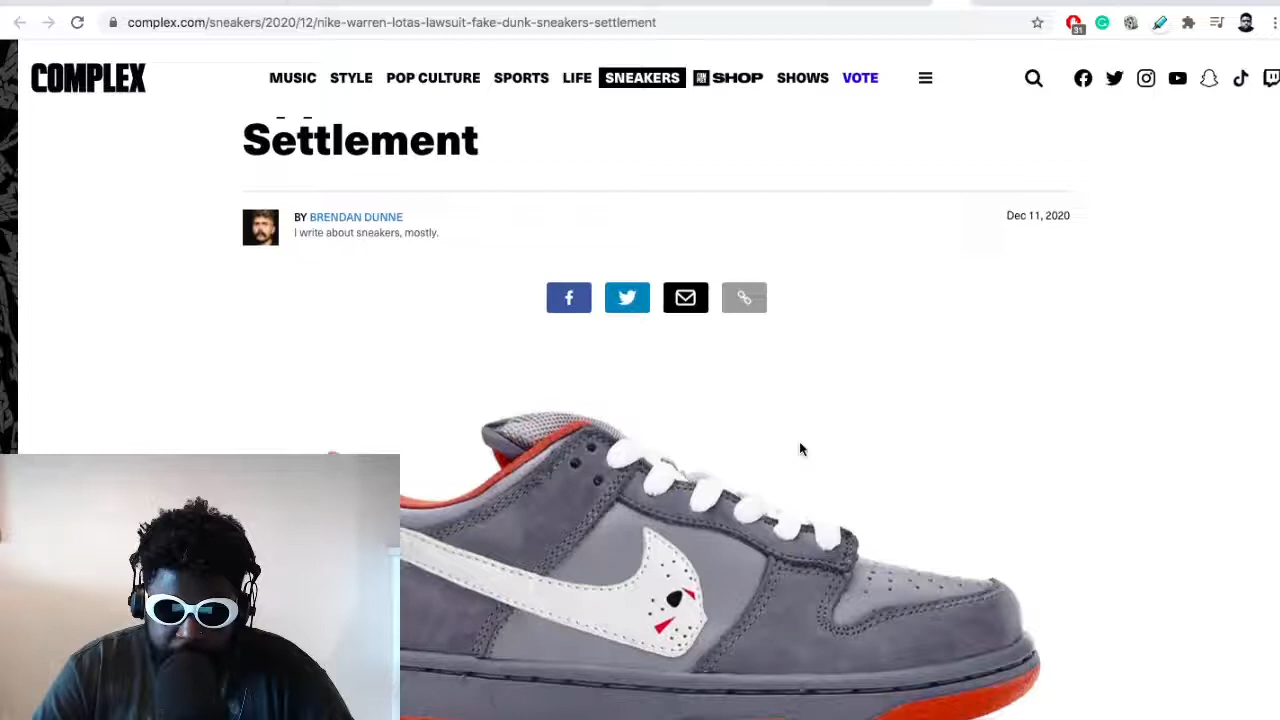 complex.com/sneakers/2020/12/nike-warren-lotas-lawsuit-fake-dunk-sneakers-settlement
31
COMPLEX
MUSIC STYLE POP CULTURE SPORTS LIFE SNEAKERS SHOP SHOWS VOTE
Settlement
BY BRENDAN DUNNE
I write about sneakers, mostly.
Dec 11, 2020